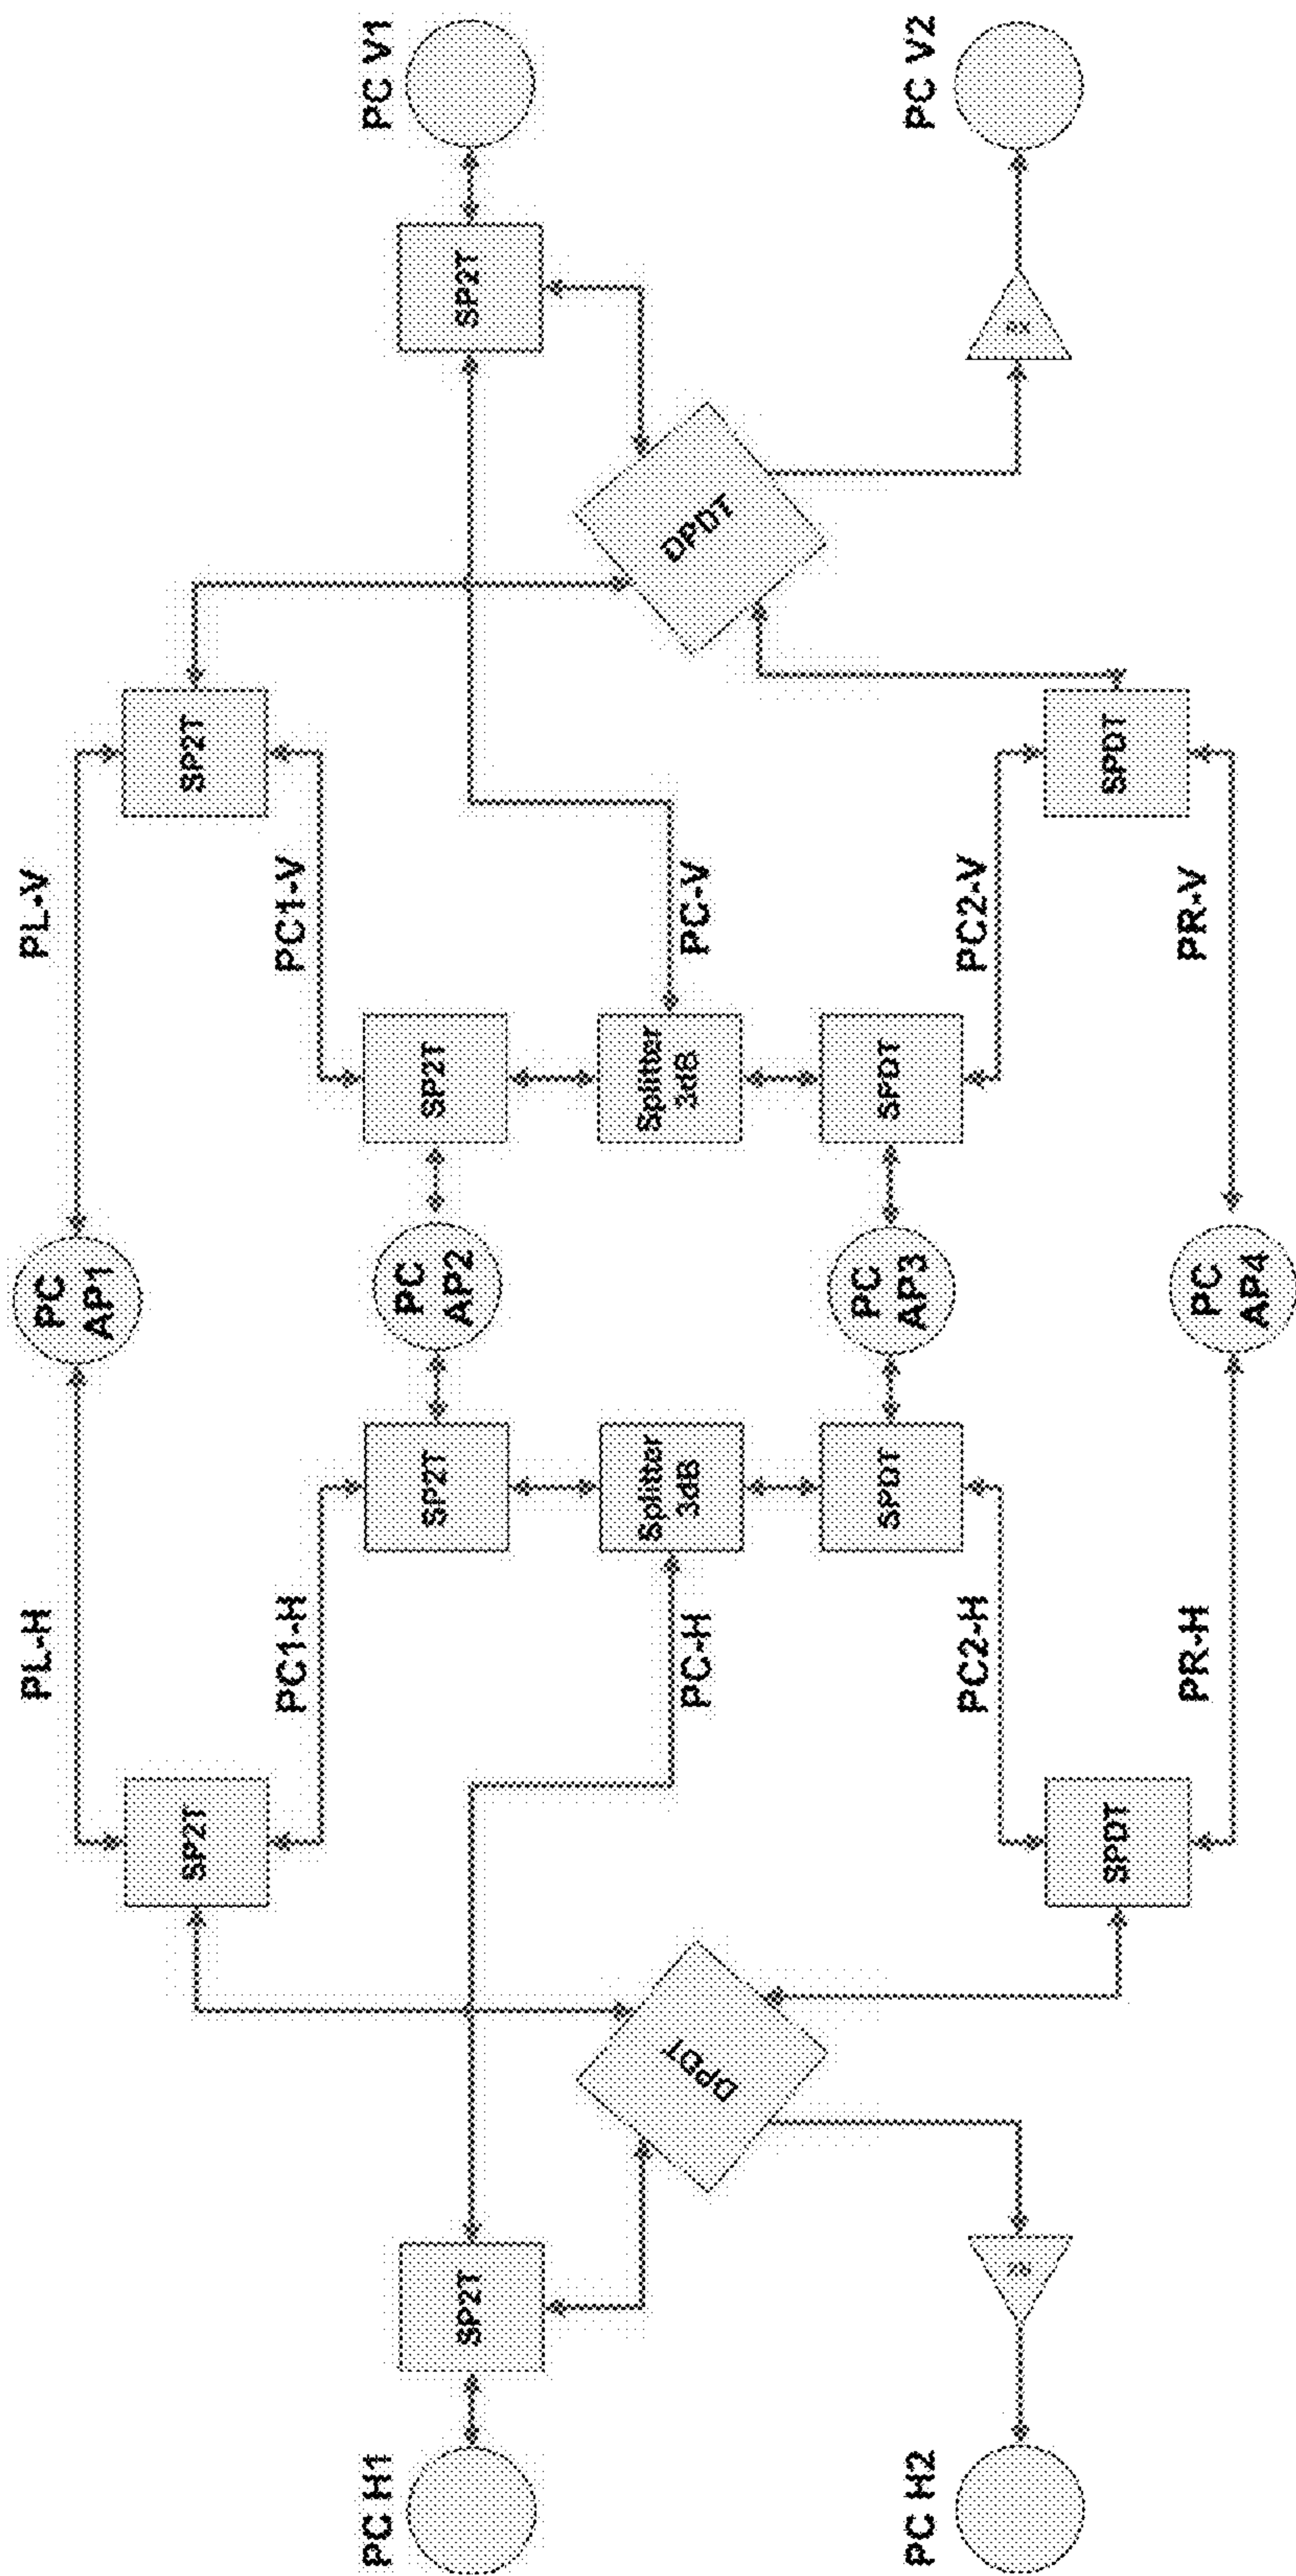 PL-H
PL-V
PC
AP1
SP2T
SP2T
PC1-H
PC1-V
PC H1
PC V1
SP2T
PC
AP2
SP2T
SP2T
SP2T
Splitter
3dB
Splitter
3dB
PC-H
PC-V
DPDT
DPDT
SPDT
PC
AP3
SPDT
PC H2
PC V2
PC2-H
PC2-V
SPDT
SPDT
PR-H
PR-V
PC
AP4